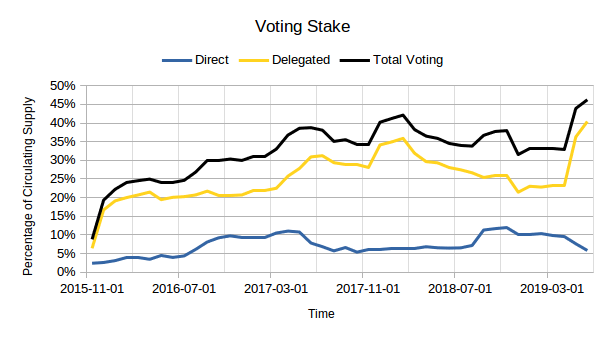 Voting Stake
Direct Delegated Total Voting
Percentage of Circulating Supply
50%
45%
40%
35%
30%
25%
20%
15%
10%
5%
0%
2015-11-01 2016-07-01 2017-03-01 2017-11-01 2018-07-01 2019-03-01
Time